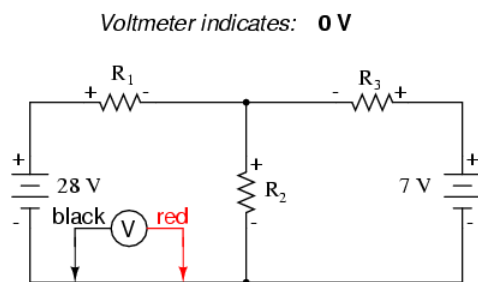 Voltmeter indicates: 0 V
R1 R3
+ - - +
+ + +
28 V R2 7 V
black V red
- - -